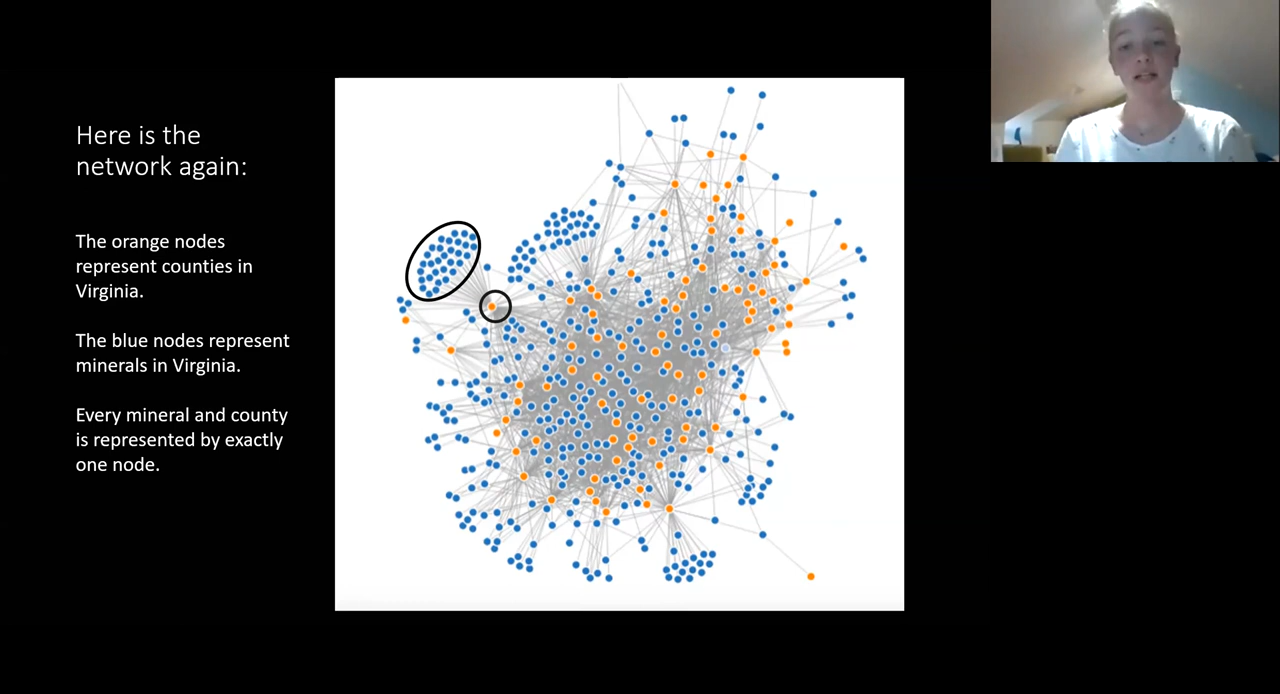 Here is the
network again:
The orange nodes
represent counties in
Virginia.
The blue nodes represent
minerals in Virginia.
Every mineral and county
is represented by exactly
one node.